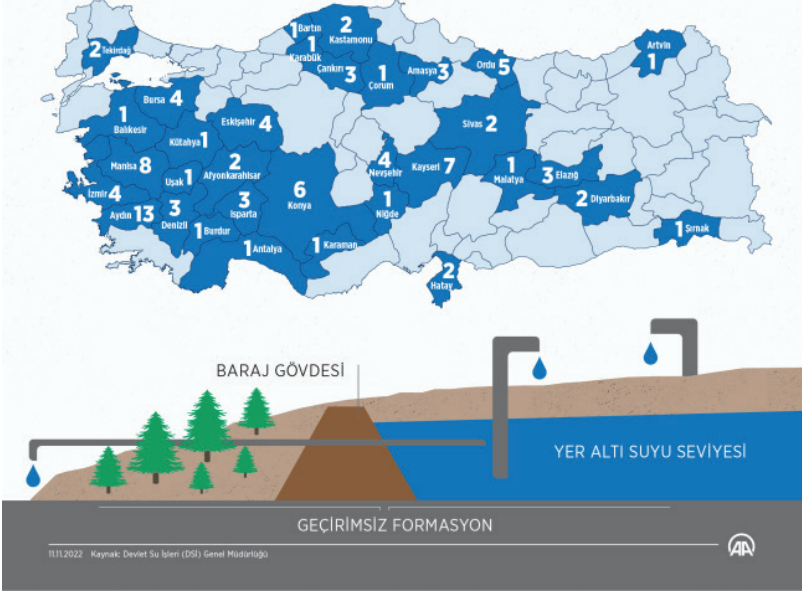 1 Bartın
2
Kastamonu
1
Karabük
Çankırı 3
1
Çorum
Amasya 3
Ordu 5
Artvin
1
2 Tekirdağ
Bursa 4
1
Balıkesir
Eskişehir 4
Kütahya 1
Sivas 2
Manisa 8
Uşak 1
2
Afyonkarahisar
6
Konya
4
Nevşehir
Kayseri 7
1
Malatya
3 Elazığ
2 Diyarbakır
İzmir 4
Aydın 13
3
Denizli
3
Isparta
1
Niğde
1 Burdur
1 Antalya
1 Karaman
1 Şırnak
2
Hatay
BARAJ GÖVDESİ
YER ALTI SUYU SEVİYESİ
GEÇİRİMSİZ FORMASYON
11.11.2022 Kaynak: Devlet Su İşleri (DSİ) Genel Müdürlüğü
AA